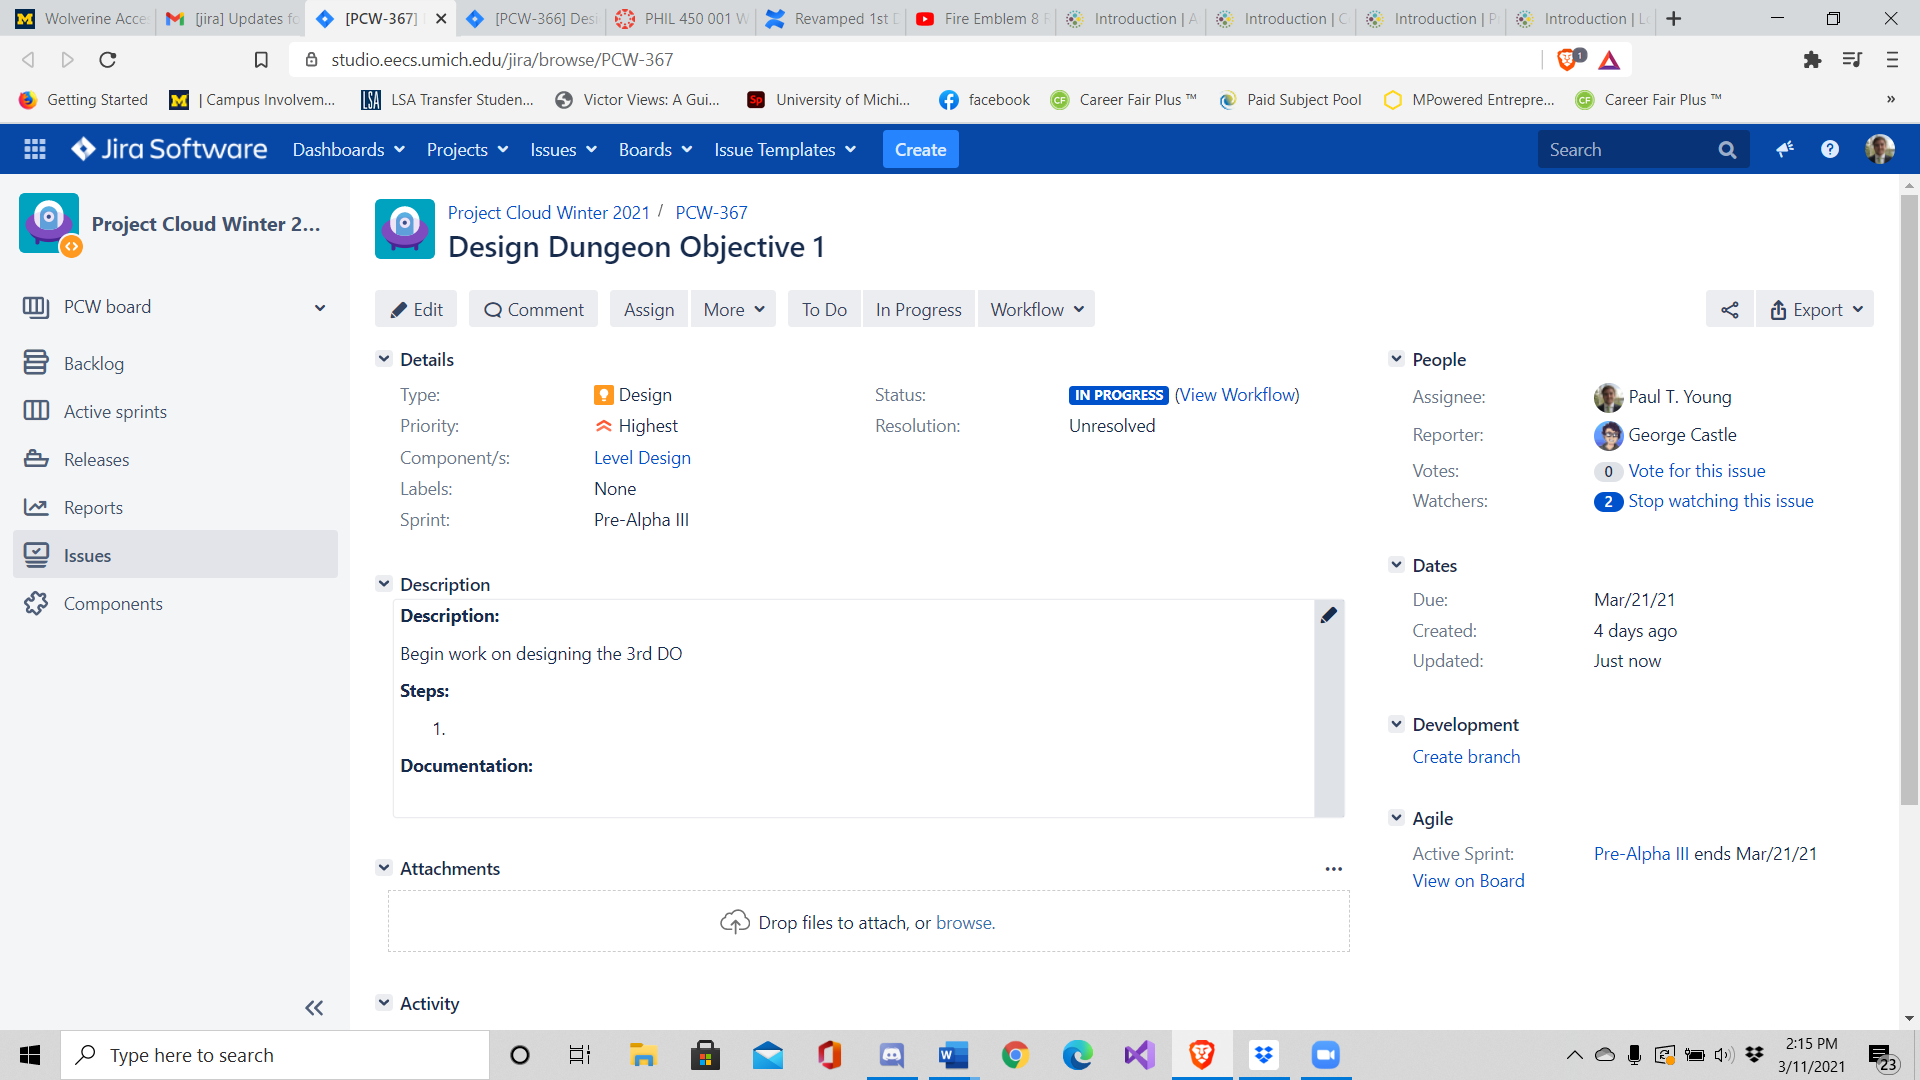 Wolverine Acce
[jira] Updates fo
[PCW-367]
[PCW-366] Desi
PHIL 450 001 W
Revamped 1st D
Fire Emblem 8 R
Introduction | A
Introduction | C
Introduction | P
Introduction | Lo
studio.eecs.umich.edu/jira/browse/PCW-367
1
Getting Started
| Campus Involvem...
LSA Transfer Studen...
Victor Views: A Gui...
University of Michi...
facebook
Career Fair Plus ™
Paid Subject Pool
MPowered Entrepre...
Career Fair Plus ™
»
Jira Software
Dashboards
Projects
Issues
Boards
Issue Templates
Create
Search
Project Cloud Winter 2...
PCW board
Backlog
Active sprints
Releases
Reports
Issues
Components
Project Cloud Winter 2021 / PCW-367
Design Dungeon Objective 1
Edit
Comment
Assign
More
To Do
In Progress
Workflow
Export
Details
Type: Design
Status: IN PROGRESS (View Workflow)
Priority: Highest
Resolution: Unresolved
Component/s: Level Design
Labels: None
Sprint: Pre-Alpha III
Description
Description:
Begin work on designing the 3rd DO
Steps:
1.
Documentation:
Attachments
Drop files to attach, or browse.
Activity
People
Assignee: Paul T. Young
Reporter: George Castle
Votes: 0 Vote for this issue
Watchers: 2 Stop watching this issue
Dates
Due: Mar/21/21
Created: 4 days ago
Updated: Just now
Development
Create branch
Agile
Active Sprint: Pre-Alpha III ends Mar/21/21
View on Board
Type here to search
2:15 PM
3/11/2021
23